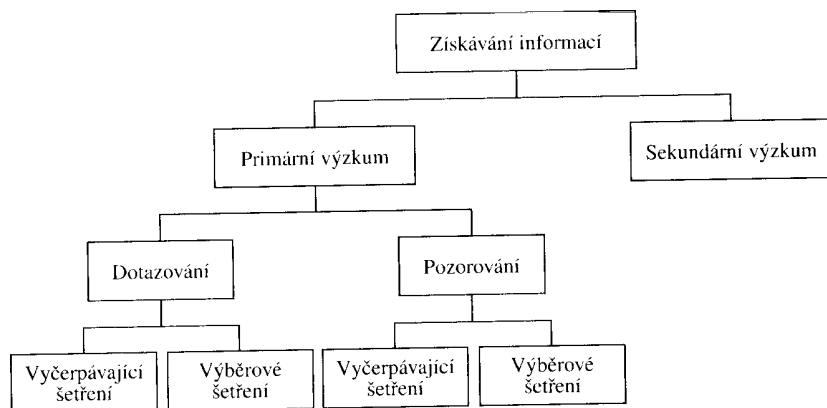 Získávání informací
Primární výzkum
Sekundární výzkum
Dotazování
Pozorování
Vyčerpávající
šetření
Výběrové
šetření
Vyčerpávající
šetření
Výběrové
šetření